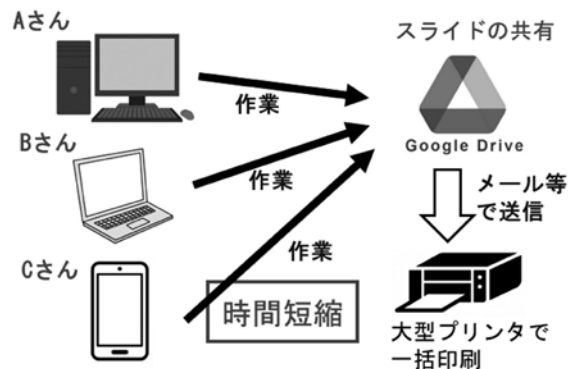 Aさん
スライドの共有
作業
Google Drive
Bさん
作業
メール等
で送信
Cさん
作業
時間短縮
大型プリンタで
一括印刷